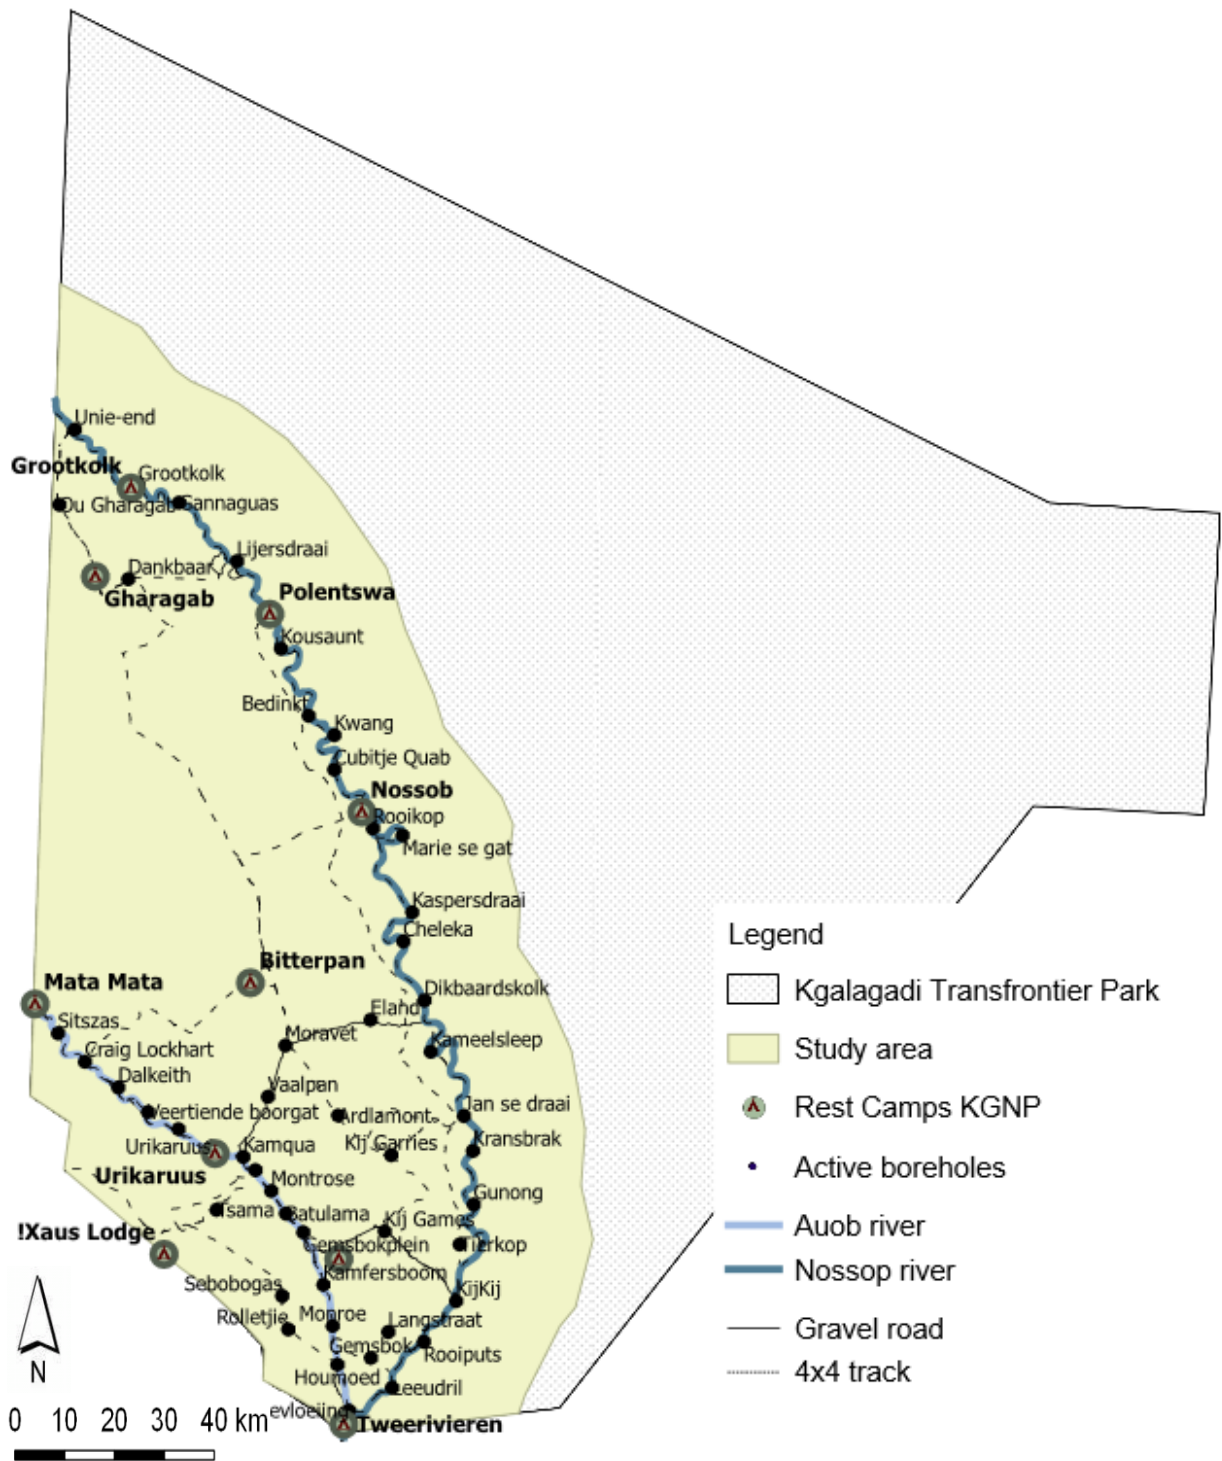 Unie-end
Grootkolk
Grootkolk
Ou Gharagab
Gannaguas
Lijersdraai
Dankbaar
Gharagab
Polentswa
Kousaunt
Bedinkt
Kwang
Cubitje Quab
Nossob
Rooikop
Marie se gat
Kaspersdraai
Cheleka
Bitterpan
Mata Mata
Dikbaardskolk
Eland
Sitszas
Moravet
Kameelsleep
Craig Lockhart
Dalkeith
Vaalpan
Veertiende boorgat
Ardlamont
Jan se draai
Urikaruus
Kamqua
Kij Garries
Kransbrak
Urikaruus
Montrose
Gunong
Tsama
Batulama
Kij Games
!Xaus Lodge
Gemsbokplein
Tierkop
Kamfersboom
Sebobogas
KijKij
Rolletjie
Monroe
Langstraat
Gemsbok
Rooiputs
Houmoed
Leeudril
evloeiing
Tweerivieren
N
0 10 20 30 40 km
Legend
Kgalagadi Transfrontier Park
Study area
Rest Camps KGNP
Active boreholes
Auob river
Nossop river
Gravel road
4x4 track